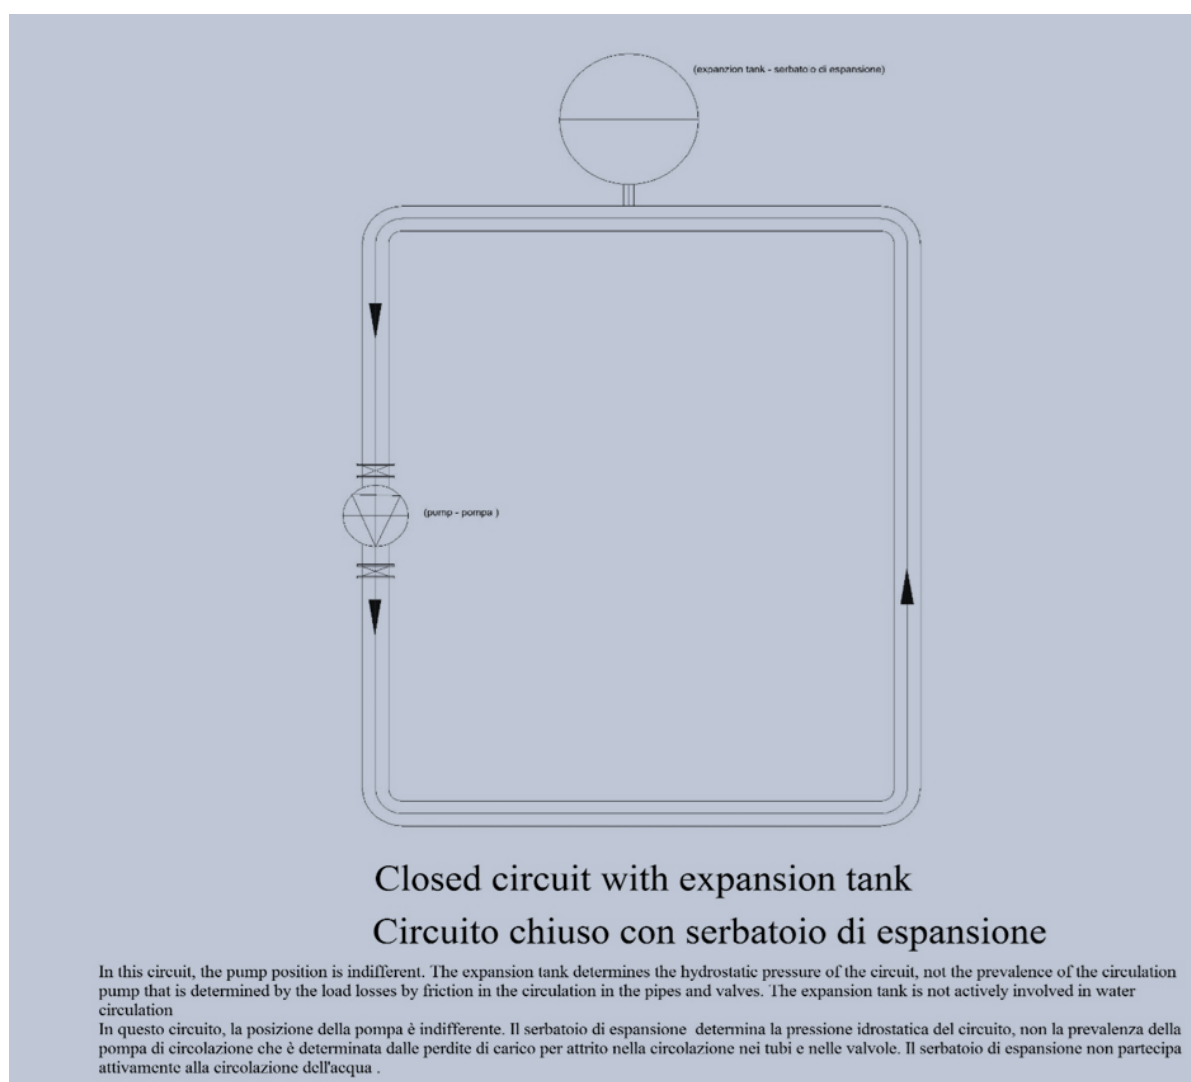 (expanzion tank - serbatoio di espansione)
(pump - pompa )
Closed circuit with expansion tank
Circuito chiuso con serbatoio di espansione
In this circuit, the pump position is indifferent. The expansion tank determines the hydrostatic pressure of the circuit, not the prevalence of the circulation
pump that is determined by the load losses by friction in the circulation in the pipes and valves. The expansion tank is not actively involved in water
circulation
In questo circuito, la posizione della pompa è indifferente. Il serbatoio di espansione determina la pressione idrostatica del circuito, non la prevalenza della
pompa di circolazione che è determinata dalle perdite di carico per attrito nella circolazione nei tubi e nelle valvole. Il serbatoio di espansione non partecipa
attivamente alla circolazione dell'acqua .